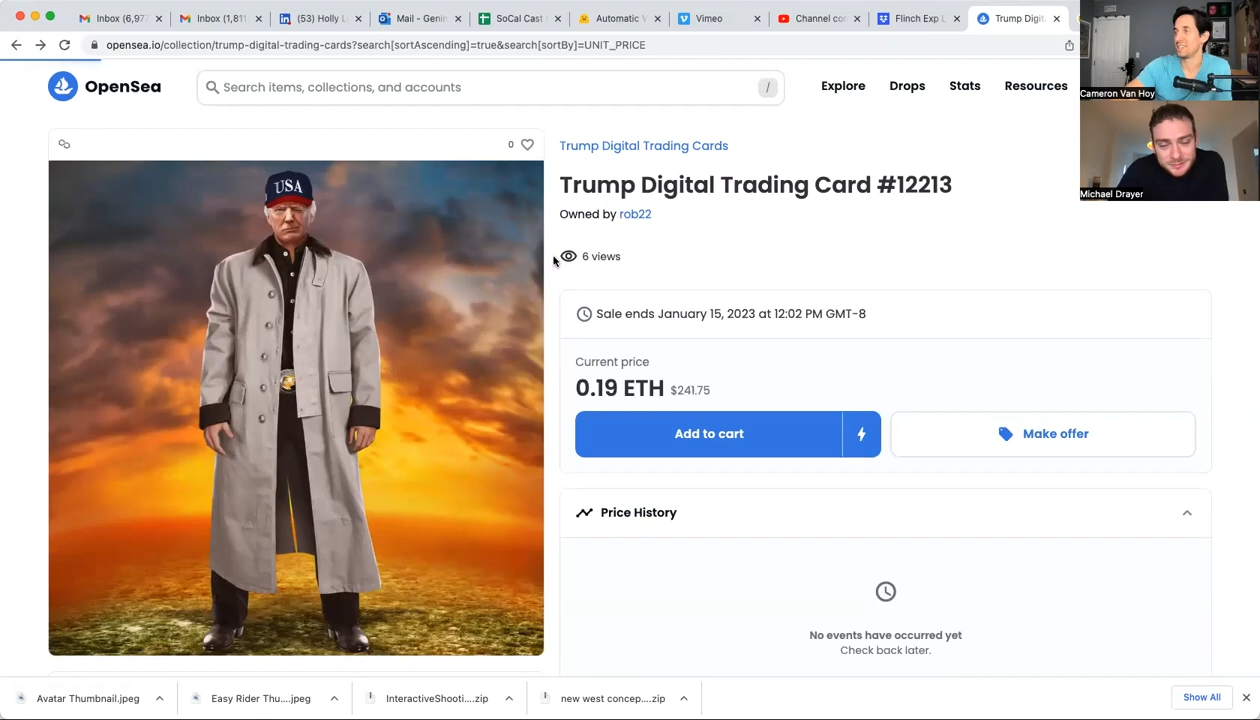 Inbox (6,97
Inbox (1,811
(53) Holly L
Mail - Genin
SoCal Cast
Automatic V
Vimeo
Channel co
Flinch Exp L
Trump Digit
opensea.io/collection/trump-digital-trading-cards?search[sortAscending]=true&search[sortBy]=UNIT_PRICE
OpenSea
Search items, collections, and accounts
/
Explore
Drops
Stats
Resources
Cameron Van Hoy
Michael Drayer
0
USA
Trump Digital Trading Cards
Trump Digital Trading Card #12213
Owned by rob22
6 views
Sale ends January 15, 2023 at 12:02 PM GMT-8
Current price
0.19 ETH $241.75
Add to cart
Make offer
Price History
No events have occurred yet
Check back later.
Avatar Thumbnail.jpeg
Easy Rider Thu....jpeg
InteractiveShooti....zip
new west concep....zip
Show All